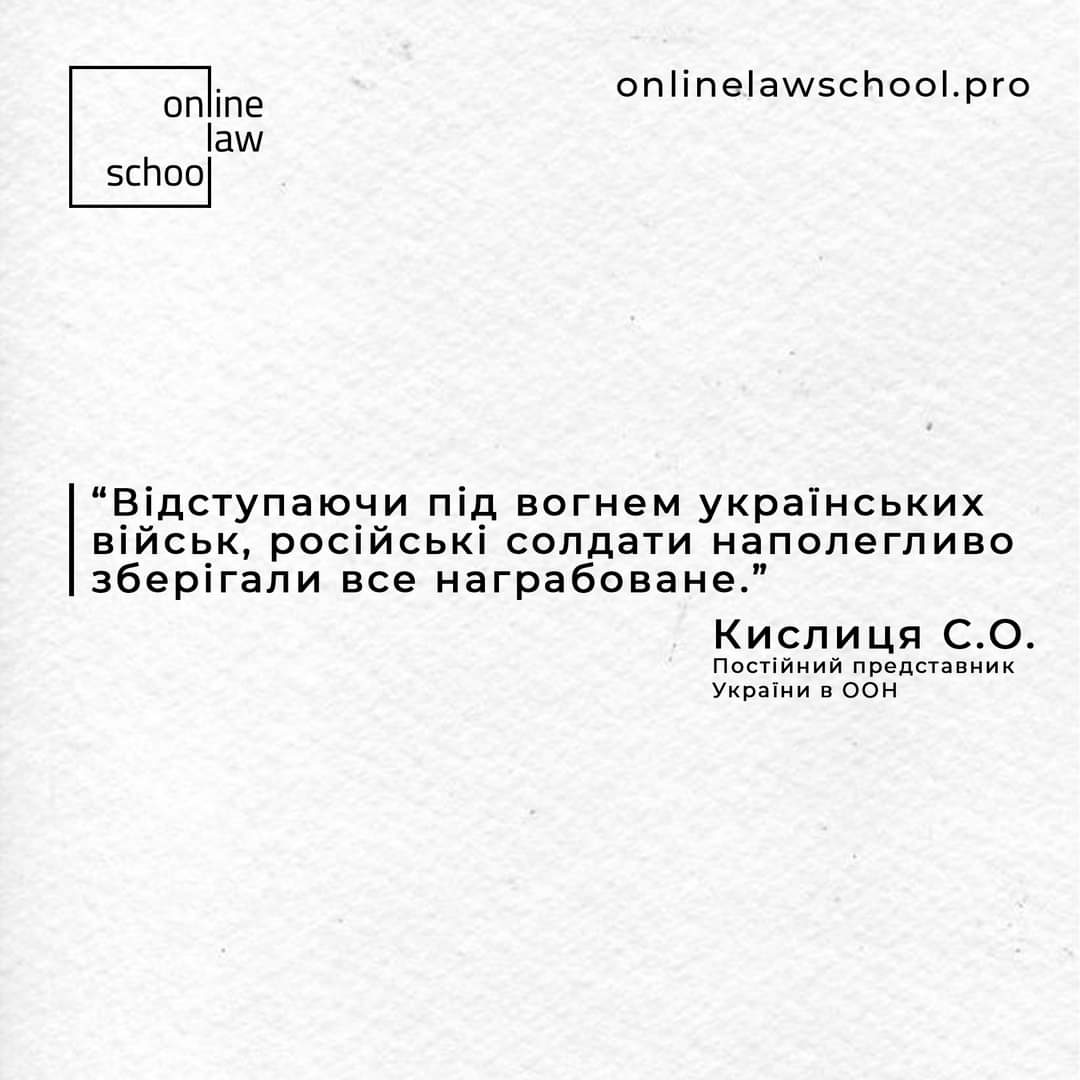 online
law
school
onlinelawschool.pro
“Відступаючи під вогнем українських
військ, російські солдати наполегливо
зберігали все награбоване.”
Кислиця С.О.
Постійний представник
України в ООН